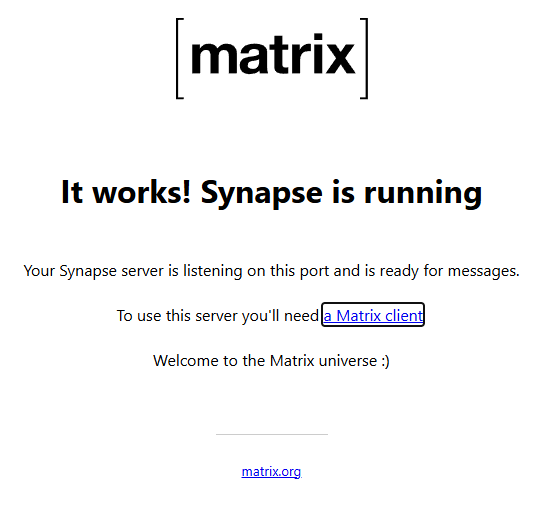 [matrix]
It works! Synapse is running
Your Synapse server is listening on this port and is ready for messages.
To use this server you'll need a Matrix client
Welcome to the Matrix universe :)
matrix.org